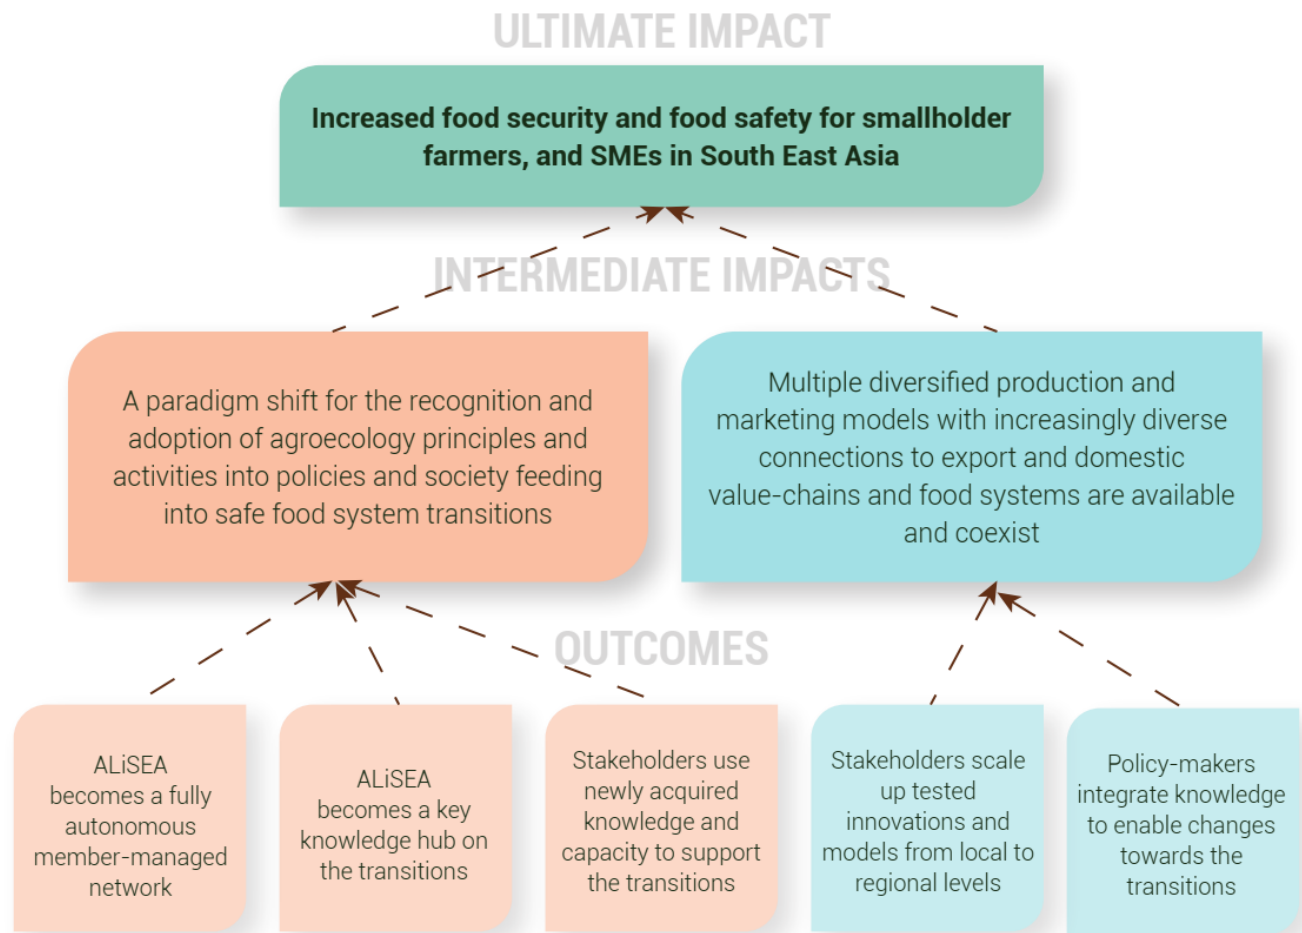 ULTIMATE IMPACT
Increased food security and food safety for smallholder
farmers, and SMEs in South East Asia
INTERMEDIATE IMPACTS
A paradigm shift for the recognition and
adoption of agroecology principles and
activities into policies and society feeding
into safe food system transitions
Multiple diversified production and
marketing models with increasingly diverse
connections to export and domestic
value-chains and food systems are available
and coexist
OUTCOMES
ALiSEA
becomes a fully
autonomous
member-managed
network
ALiSEA
becomes a key
knowledge hub on
the transitions
Stakeholders use
newly acquired
knowledge and
capacity to support
the transitions
Stakeholders scale
up tested
innovations and
models from local to
regional levels
Policy-makers
integrate knowledge
to enable changes
towards the
transitions